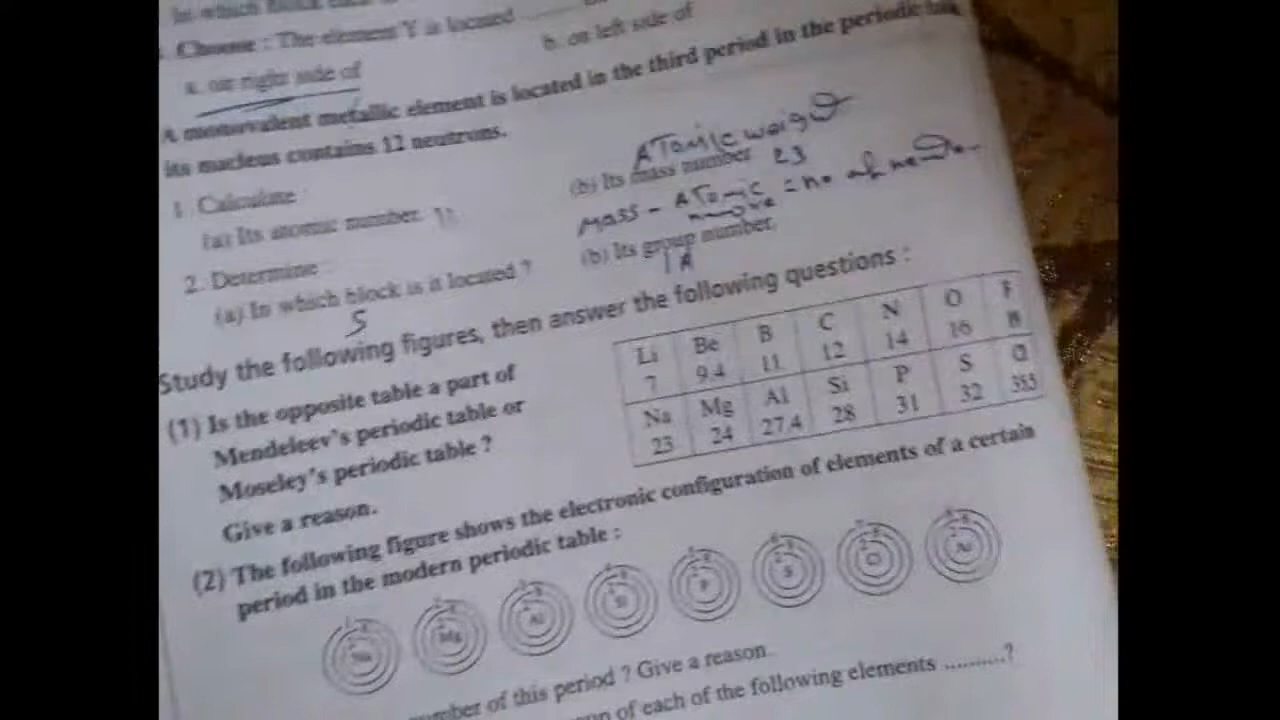 in which block
Choose : The element Y is located
a. on right side of
b. on left side of
A monovalent metallic element is located in the third period in the periodic
its nucleus contains 12 neutrons.
1. Calculate :
(a) Its atomic number. 11
ATomic weight
(b) Its mass number 23
mass - ATomic = no of
2. Determine :
(a) In which block is it located ?
S
(b) Its group number.
1A
Study the following figures, then answer the following questions :
(1) Is the opposite table a part of
Mendeleev's periodic table or
Moseley's periodic table ?
Give a reason.
Li Be B C N O F
7 9.4 11 12 14 16
Na Mg Al Si P S Cl
23 24 27.4 28 31 32 35.5
(2) The following figure shows the electronic configuration of elements of a certain
period in the modern periodic table :
Na Mg Al Si P S Cl Ar
number of this period ? Give a reason.
of each of the following elements ..........?